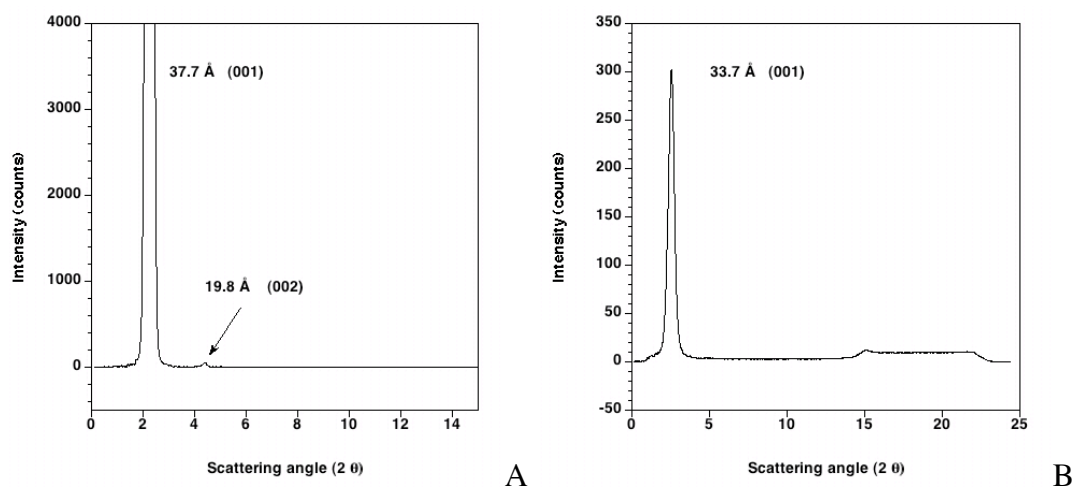 4000
3000
2000
1000
0
0 2 4 6 8 10 12 14
Intensity (counts)
Scattering angle (2 θ)
37.7 Å (001)
19.8 Å (002)
A
350
300
250
200
150
100
50
0
-50
0 5 10 15 20 25
Intensity (counts)
Scattering angle (2 θ)
33.7 Å (001)
B